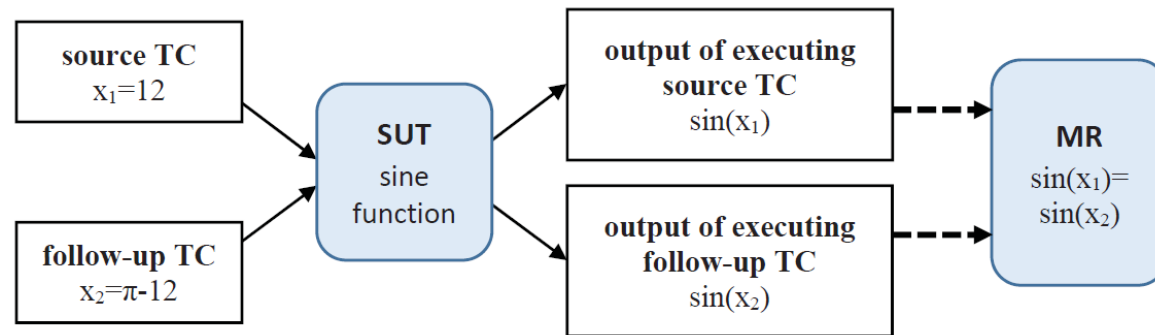 source TC
x₁=12
follow-up TC
x₂=π-12
SUT
sine
function
output of executing
source TC
sin(x₁)
output of executing
follow-up TC
sin(x₂)
MR
sin(x₁)=
sin(x₂)